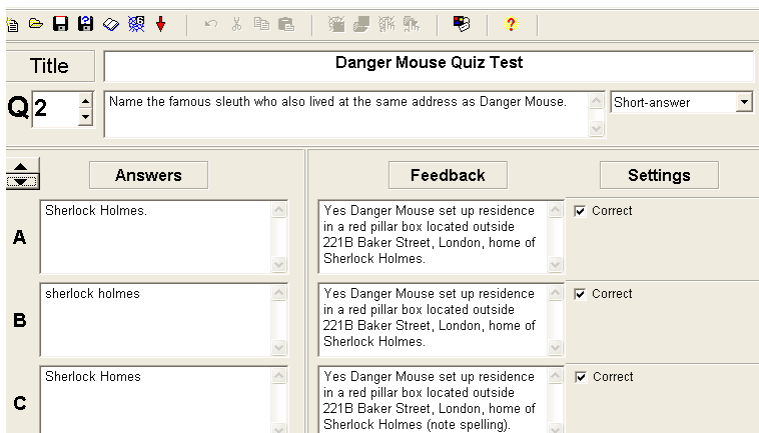 Title
Danger Mouse Quiz Test
Q 2
Name the famous sleuth who also lived at the same address as Danger Mouse.
Short-answer
Answers
Feedback
Settings
A
Sherlock Holmes.
Yes Danger Mouse set up residence
in a red pillar box located outside
221B Baker Street, London, home of
Sherlock Holmes.
Correct
B
sherlock holmes
Yes Danger Mouse set up residence
in a red pillar box located outside
221B Baker Street, London, home of
Sherlock Holmes.
Correct
C
Sherlock Homes
Yes Danger Mouse set up residence
in a red pillar box located outside
221B Baker Street, London, home of
Sherlock Holmes (note spelling).
Correct